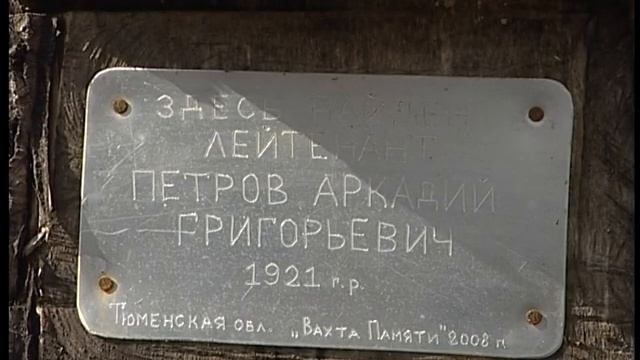 ЗДЕСЬ НАЙДЕН
ЛЕЙТЕНАНТ
ПЕТРОВ АРКАДИЙ
ГРИГОРЬЕВИЧ
1921 г.р.
Тюменская обл. „Вахта Памяти" 2008 г.